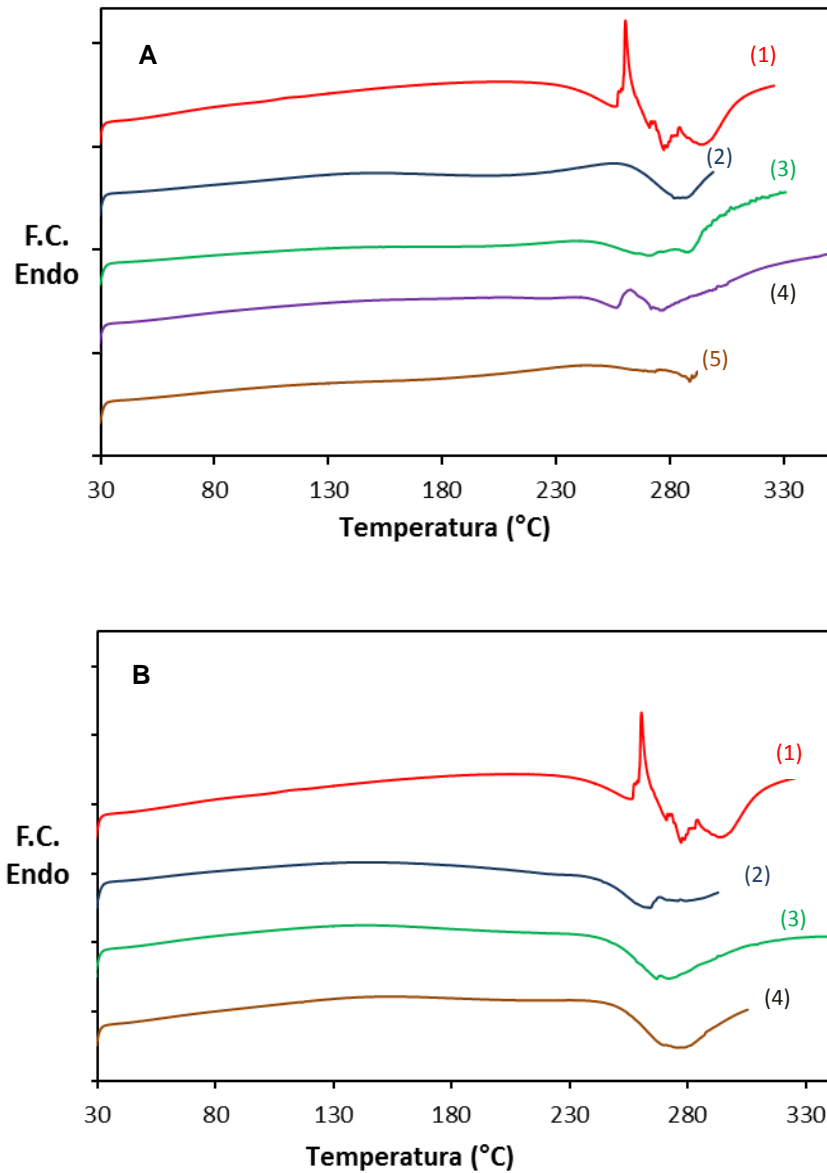 A
(1)
(2)
(3)
F.C.
Endo
(4)
(5)
30 80 130 180 230 280 330
Temperatura (°C)
B
(1)
F.C.
Endo
(2)
(3)
(4)
30 80 130 180 230 280 330
Temperatura (°C)